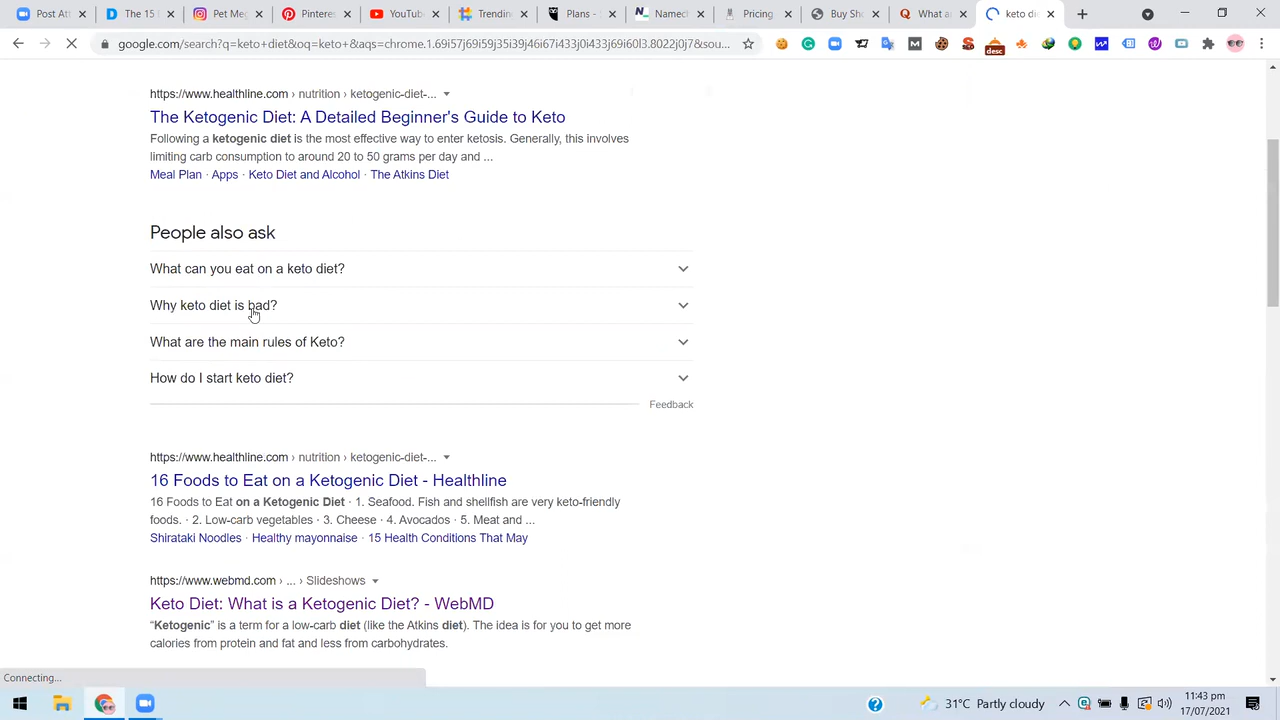 Post Att
The 15
Pet Meg
Pinteres
YouTub
Trending
Plans -
Namech
Pricing
Buy Sho
What a
keto di
google.com/search?q=keto+diet&oq=keto+&aqs=chrome.1.69i57j69i59j35i39j46i67i433j0i433j69i60l3.8022j0j7&sou...
desc
https://www.healthline.com › nutrition › ketogenic-diet-...
The Ketogenic Diet: A Detailed Beginner's Guide to Keto
Following a ketogenic diet is the most effective way to enter ketosis. Generally, this involves
limiting carb consumption to around 20 to 50 grams per day and ...
Meal Plan · Apps · Keto Diet and Alcohol · The Atkins Diet
People also ask
What can you eat on a keto diet?
Why keto diet is bad?
What are the main rules of Keto?
How do I start keto diet?
Feedback
https://www.healthline.com › nutrition › ketogenic-diet-...
16 Foods to Eat on a Ketogenic Diet - Healthline
16 Foods to Eat on a Ketogenic Diet · 1. Seafood. Fish and shellfish are very keto-friendly
foods. · 2. Low-carb vegetables · 3. Cheese · 4. Avocados · 5. Meat and ...
Shirataki Noodles · Healthy mayonnaise · 15 Health Conditions That May
https://www.webmd.com › ... › Slideshows
Keto Diet: What is a Ketogenic Diet? - WebMD
“Ketogenic” is a term for a low-carb diet (like the Atkins diet). The idea is for you to get more
calories from protein and fat and less from carbohydrates.
Connecting...
31°C Partly cloudy
11:43 pm
17/07/2021